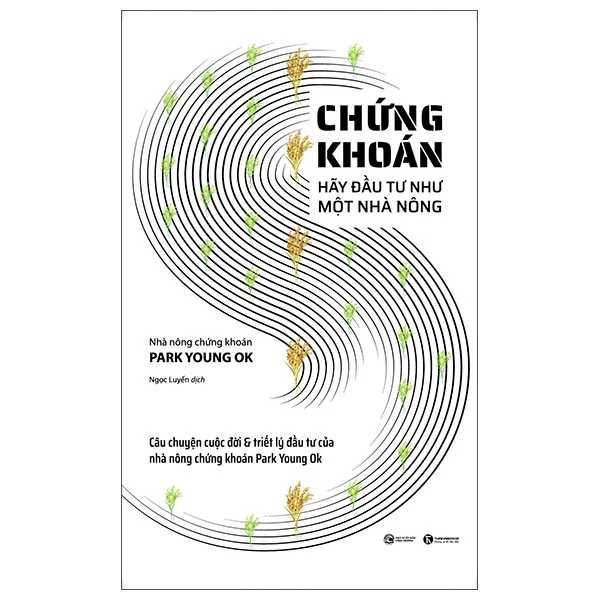 CHỨNG
KHOÁN
HÃY ĐẦU TƯ NHƯ
MỘT NHÀ NÔNG
Nhà nông chứng khoán
PARK YOUNG OK
Ngọc Luyến dịch
Câu chuyện cuộc đời & triết lý đầu tư của
nhà nông chứng khoán Park Young Ok